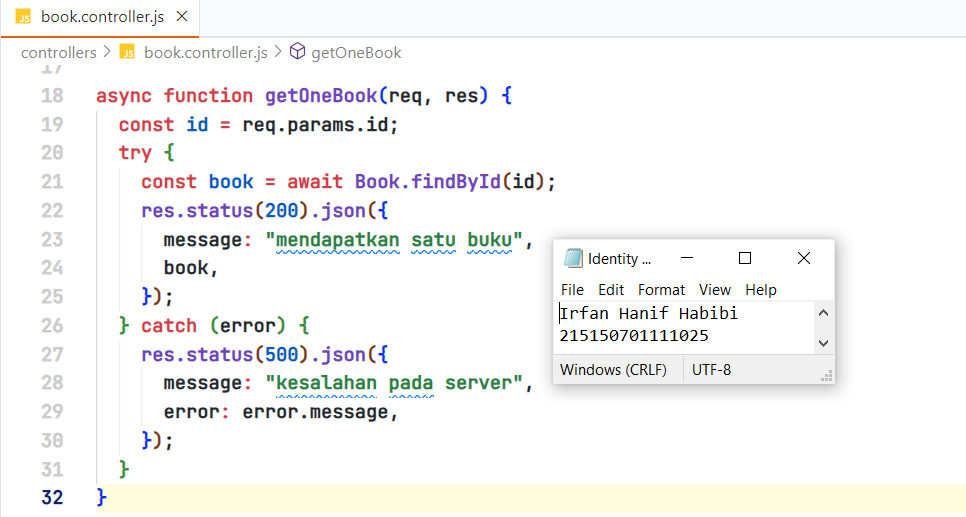 JS book.controller.js ×
controllers > JS book.controller.js > getOneBook
17
18 async function getOneBook(req, res) {
19   const id = req.params.id;
20   try {
21     const book = await Book.findById(id);
22     res.status(200).json({
23       message: "mendapatkan satu buku",
24       book,
25     });
26   } catch (error) {
27     res.status(500).json({
28       message: "kesalahan pada server",
29       error: error.message,
30     });
31   }
32 }
Identity ...
File Edit Format View Help
Irfan Hanif Habibi
215150701111025
Windows (CRLF) UTF-8